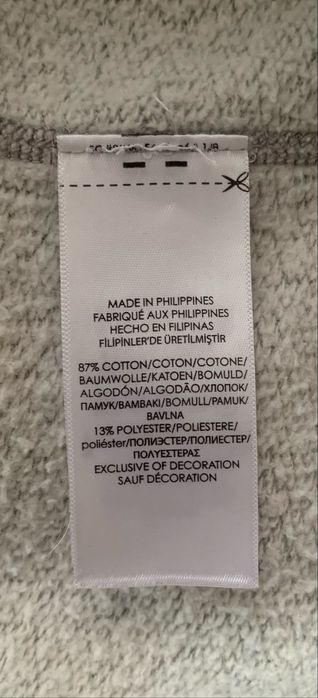 MADE IN PHILIPPINES
FABRIQUÉ AUX PHILIPPINES
HECHO EN FILIPINAS
FİLİPİNLER'DE ÜRETİLMİŞTİR
87% COTTON/COTON/COTONE/
BAUMWOLLE/KATOEN/BOMULD/
ALGODÓN/ALGODÃO/ХЛОПОК/
ПАМУК/ΒΑΜΒΑΚΙ/BOMULL/PAMUK/
BAVLNA
13% POLYESTER/POLIESTERE/
poliéster/ПОЛИЭСТЕР/ПОЛИЕСТЕР/
ΠΟΛΥΕΣΤΕΡΑΣ
EXCLUSIVE OF DECORATION
SAUF DÉCORATION